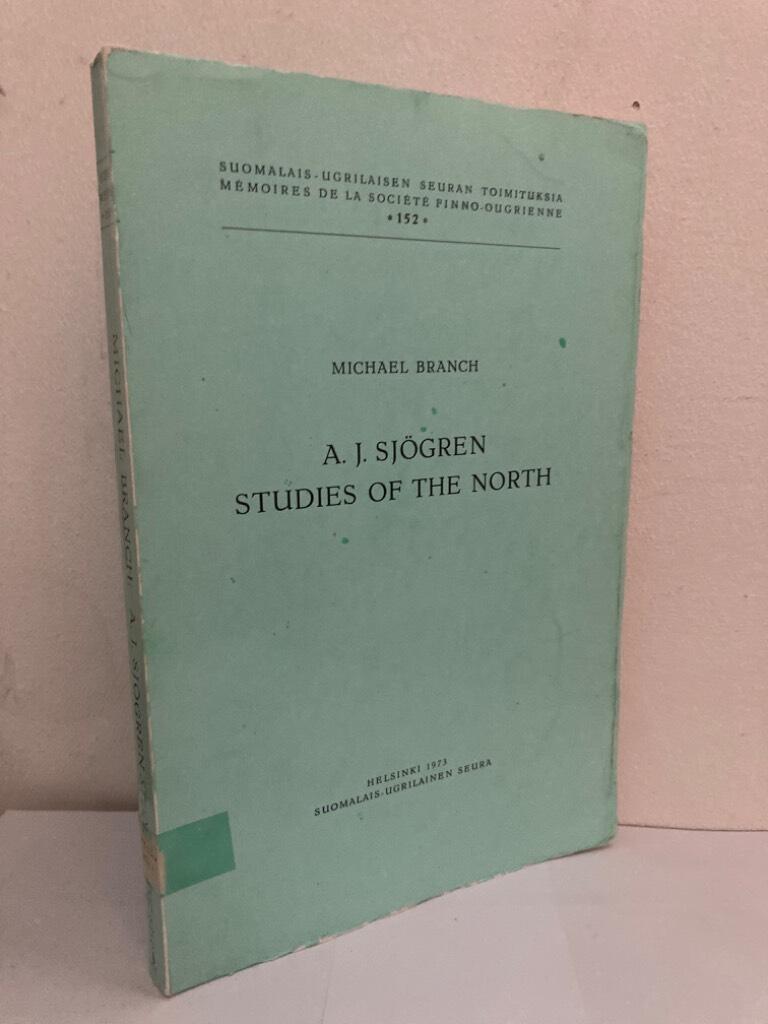 SUOMALAIS-UGRILAISEN SEURAN TOIMITUKSIA
MÉMOIRES DE LA SOCIÉTÉ FINNO-OUGRIENNE
* 152 *
MICHAEL BRANCH
A. J. SJÖGREN
STUDIES OF THE NORTH
HELSINKI 1973
SUOMALAIS-UGRILAINEN SEURA
MICHAEL BRANCH A. J. SJÖGREN